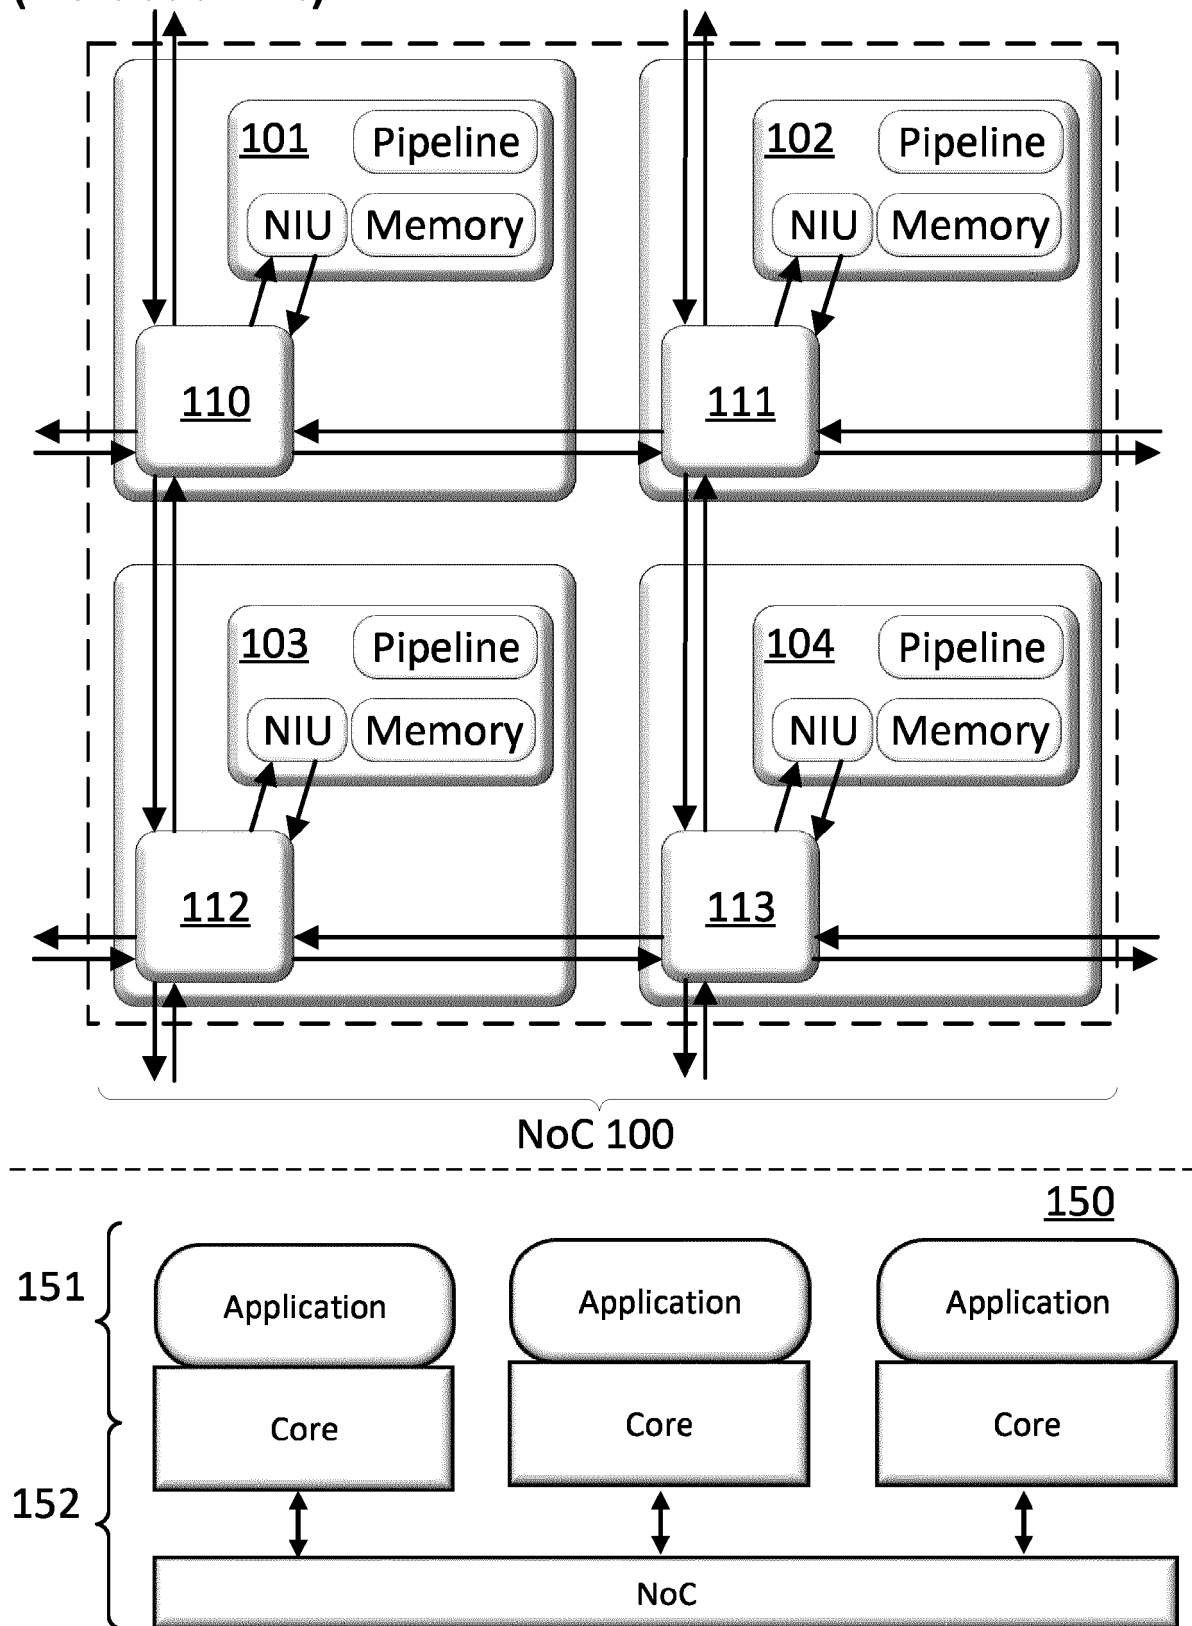 101 Pipeline 102 Pipeline
NIU Memory NIU Memory
110 111
103 Pipeline 104 Pipeline
NIU Memory NIU Memory
112 113
NoC 100
150
151 Application Application Application
Core Core Core
152
NoC